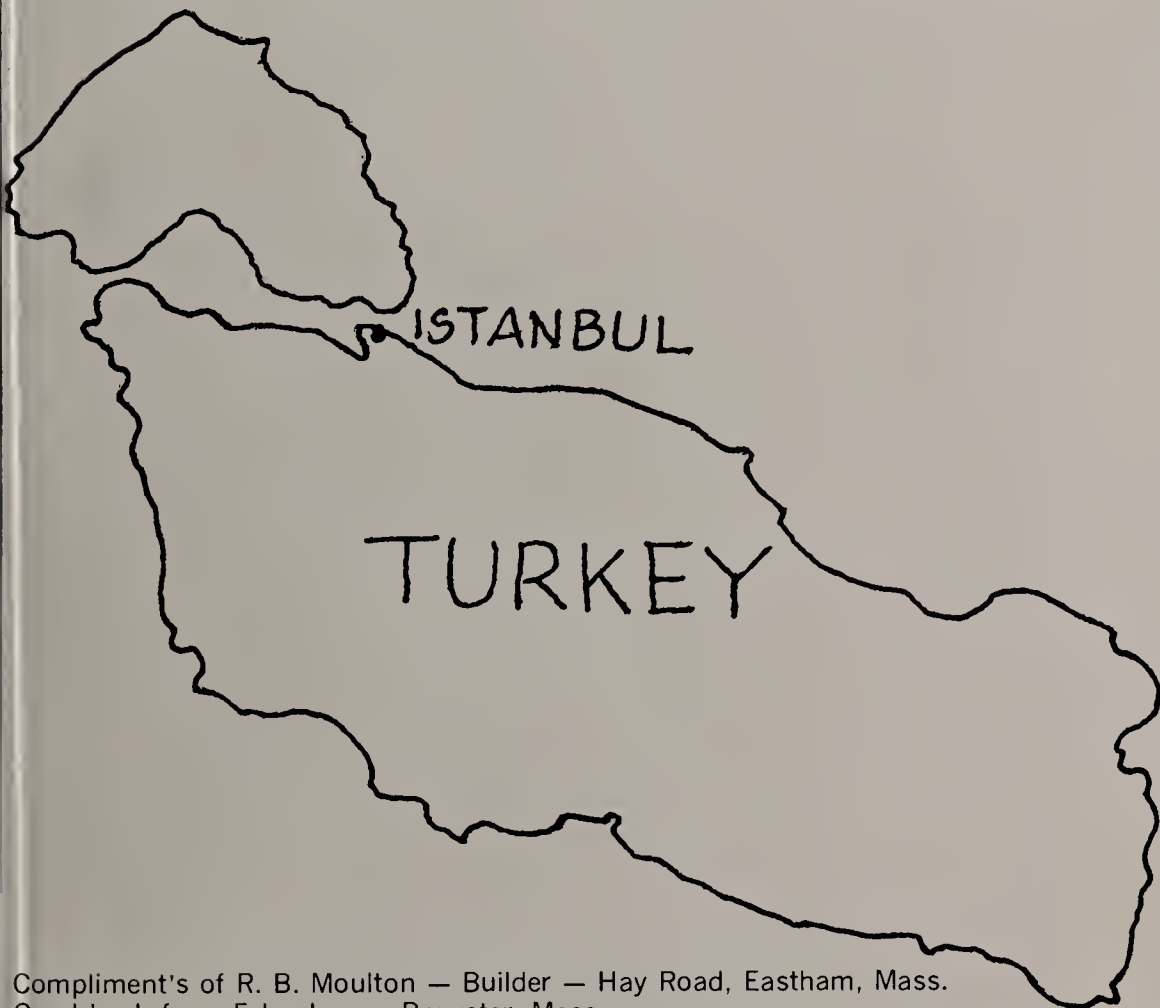 ISTANBUL
TURKEY
Compliment's of R. B. Moulton — Builder — Hay Road, Eastham, Mass.